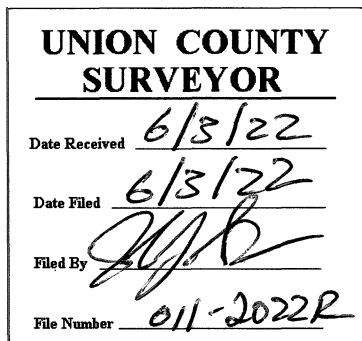 UNION COUNTY
SURVEYOR
Date Received 6/3/22
Date Filed 6/3/22
Filed By
File Number 011-2022R